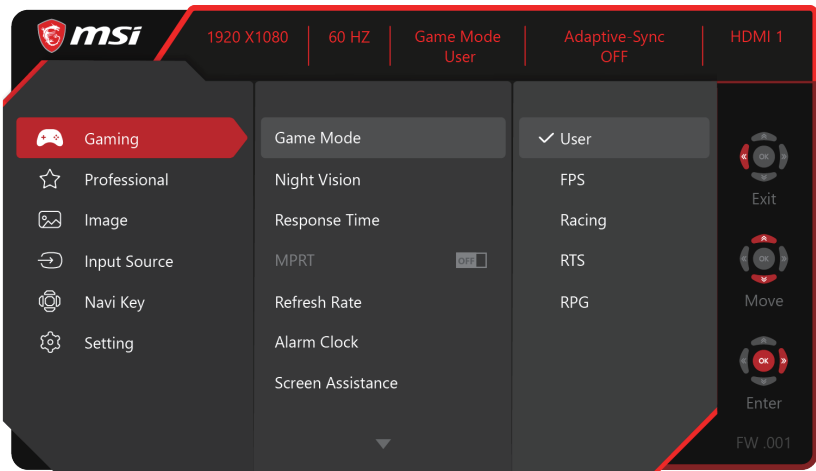 msi
1920 X1080
60 HZ
Game Mode
User
Adaptive-Sync
OFF
HDMI 1
Gaming
Professional
Image
Input Source
Navi Key
Setting
Game Mode
Night Vision
Response Time
MPRT
OFF
Refresh Rate
Alarm Clock
Screen Assistance
User
FPS
Racing
RTS
RPG
OK
Exit
OK
Move
OK
Enter
FW .001